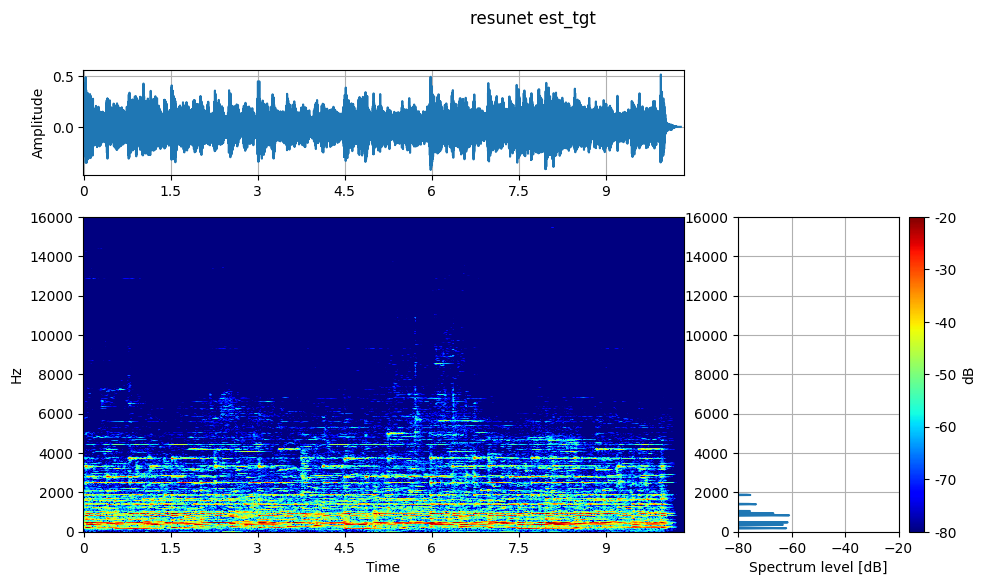 resunet est_tgt
0.5
0.0
Amplitude
0 1.5 3 4.5 6 7.5 9
16000 14000 12000 10000 8000 6000 4000 2000 0
Hz
0 1.5 3 4.5 6 7.5 9
Time
16000 14000 12000 10000 8000 6000 4000 2000 0
-80 -60 -40 -20
Spectrum level [dB]
-20 -30 -40 -50 -60 -70 -80
dB